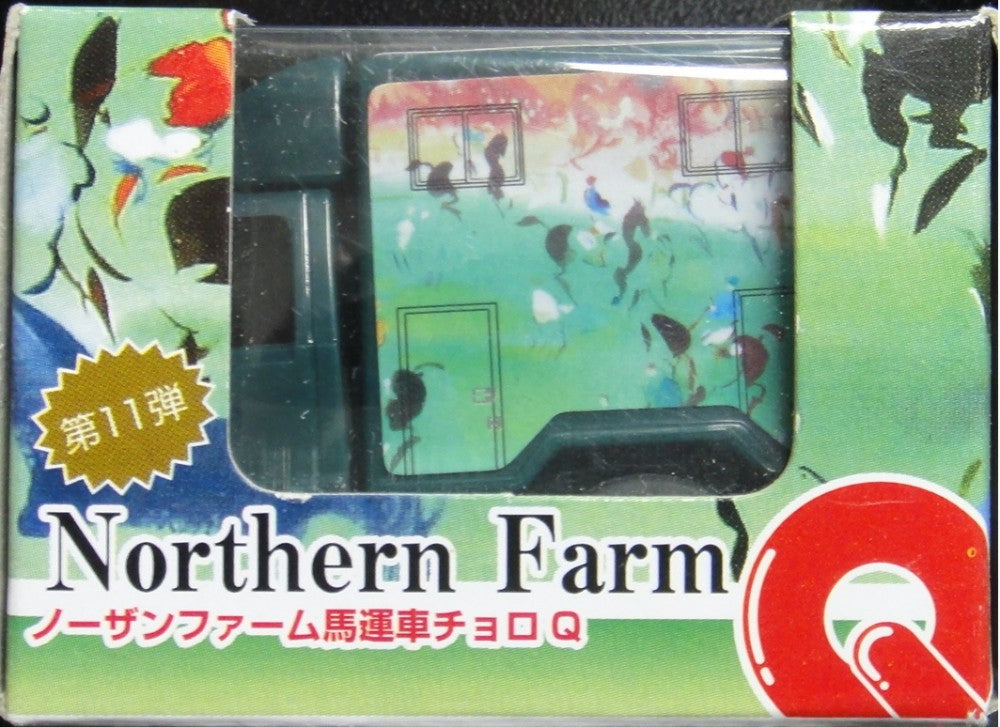 第11弾
Northern Farm
ノーザンファーム馬運車チョロQ
Q